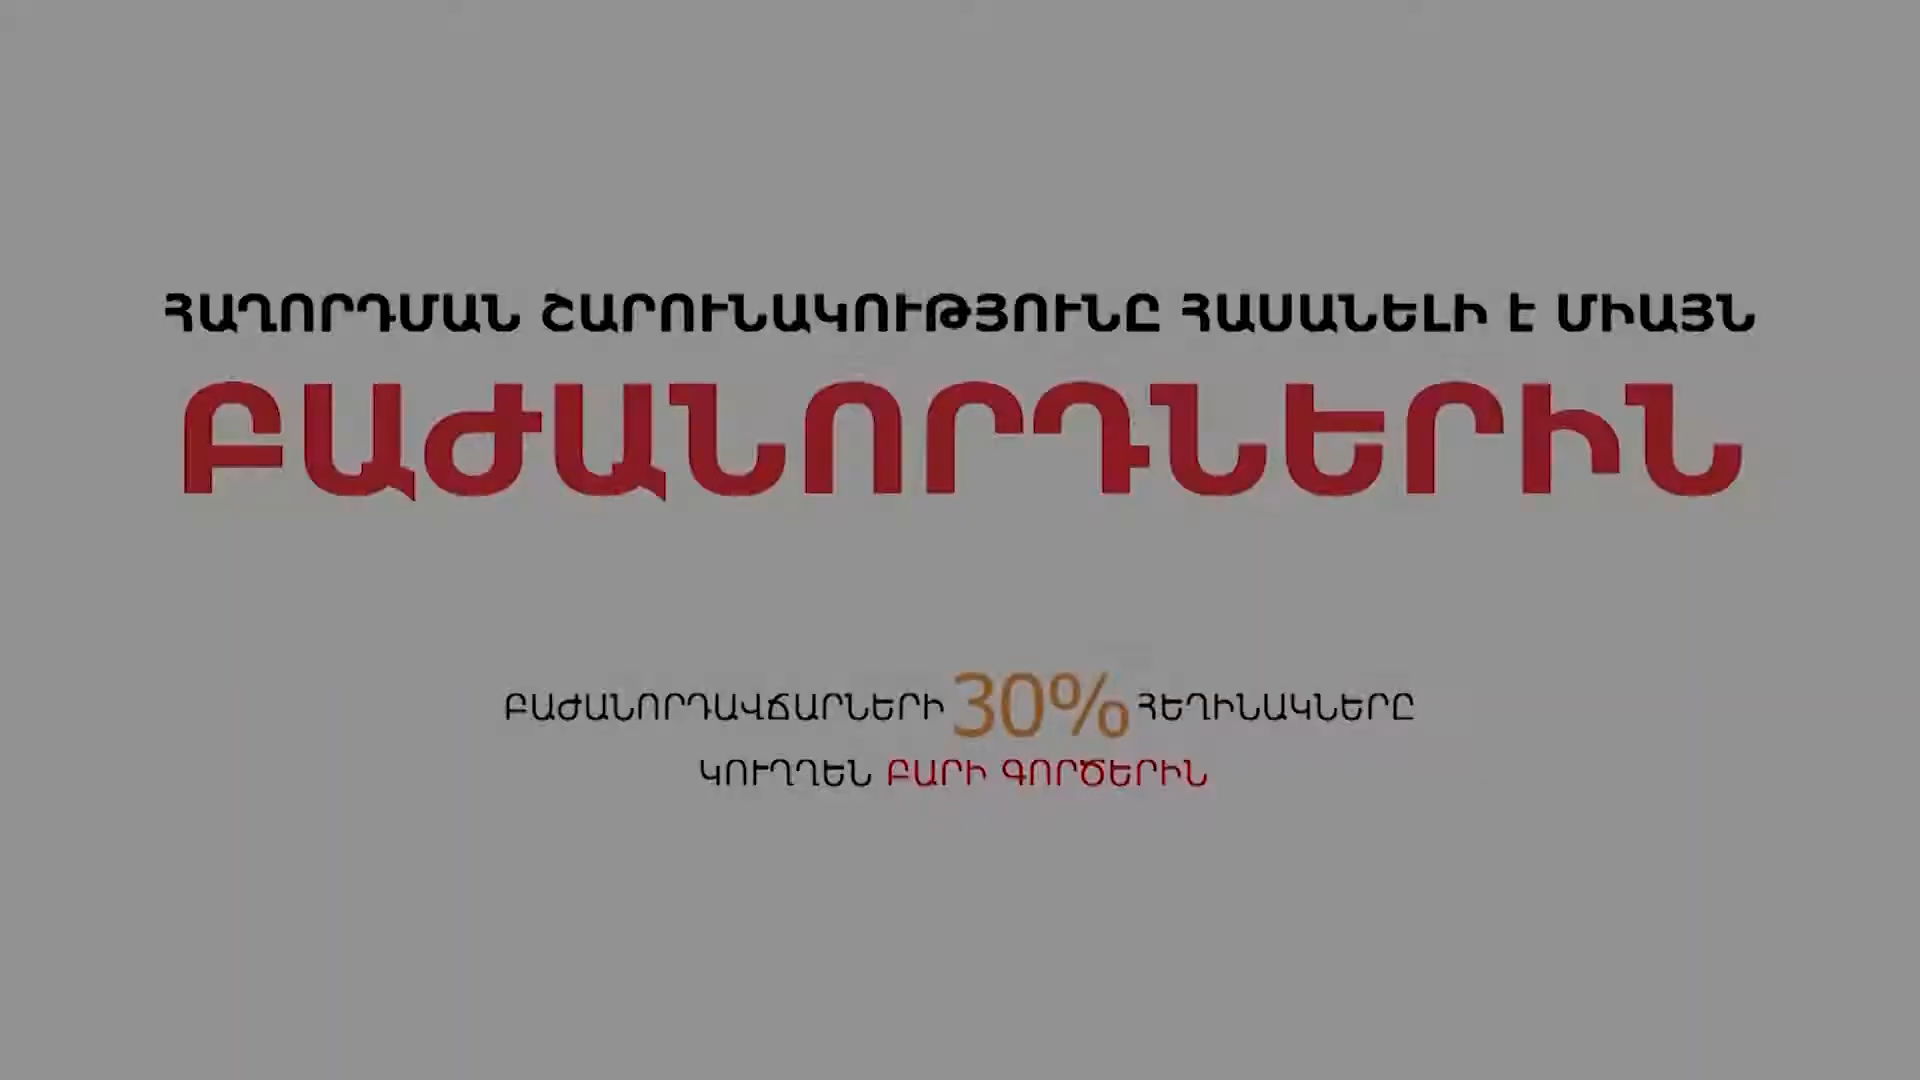 ՀԱՂՈՐԴՄԱՆ ՇԱՐՈՒՆԱԿՈՒԹՅՈՒՆԸ ՀԱՍԱՆԵԼԻ Է ՄԻԱՅՆ
ԲԱԺԱՆՈՐԴՆԵՐԻՆ
ԲԱԺԱՆՈՐԴԱՎՃԱՐՆԵՐԻ 30% ՀԵՂԻՆԱԿՆԵՐԸ
ԿՈՒՂՂԵՆ ԲԱՐԻ ԳՈՐԾԵՐԻՆ